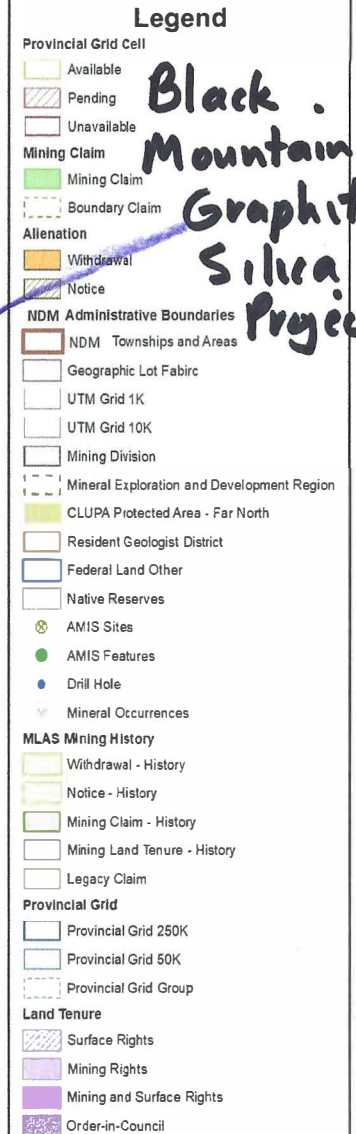 Legend
Provincial Grid Cell
Available
Pending
Unavailable
Mining Claim
Mining Claim
Boundary Claim
Alienation
Withdrawal
Notice
NDM Administrative Boundaries
NDM Townships and Areas
Geographic Lot Fabirc
UTM Grid 1K
UTM Grid 10K
Mining Division
Mineral Exploration and Development Region
CLUPA Protected Area - Far North
Resident Geologist District
Federal Land Other
Native Reserves
AMIS Sites
AMIS Features
Drill Hole
Mineral Occurrences
MLAS Mining History
Withdrawal - History
Notice - History
Mining Claim - History
Mining Land Tenure - History
Legacy Claim
Provincial Grid
Provincial Grid 250K
Provincial Grid 50K
Provincial Grid Group
Land Tenure
Surface Rights
Mining Rights
Mining and Surface Rights
Order-in-Council
Black
Mountain
Graphit
Silica
Projec